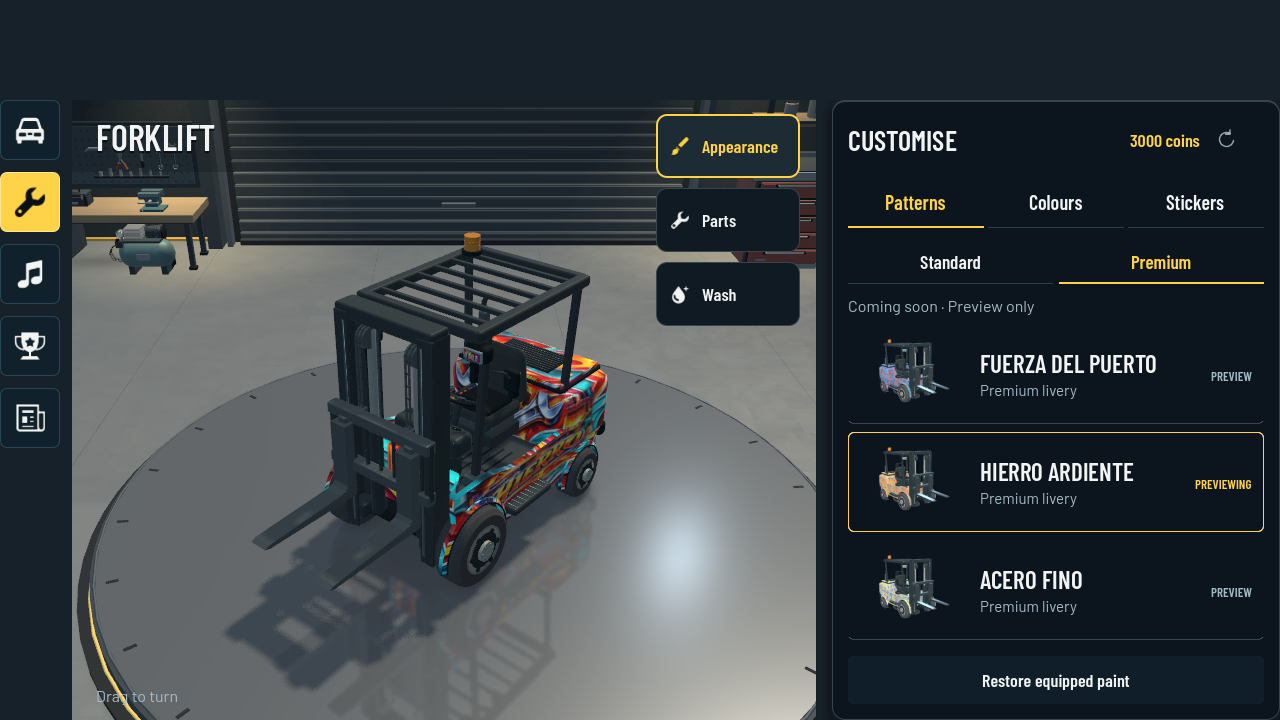 FORKLIFT
Appearance
Parts
Wash
Drag to turn
CUSTOMISE
3000 coins
Patterns
Colours
Stickers
Standard
Premium
Coming soon · Preview only
FUERZA DEL PUERTO
Premium livery
PREVIEW
HIERRO ARDIENTE
Premium livery
PREVIEWING
ACERO FINO
Premium livery
PREVIEW
Restore equipped paint